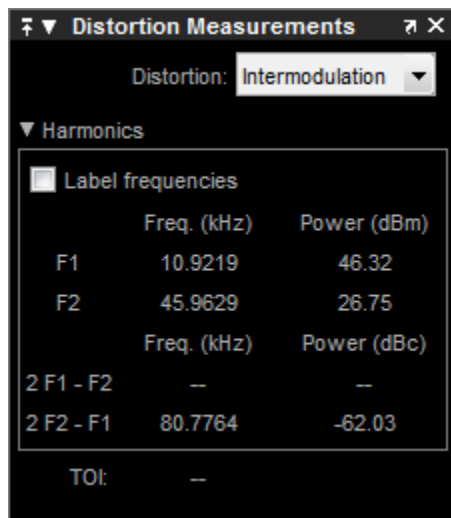 Distortion Measurements
Distortion: Intermodulation
Harmonics
Label frequencies
Freq. (kHz) Power (dBm)
F1 10.9219 46.32
F2 45.9629 26.75
Freq. (kHz) Power (dBc)
2 F1 - F2 -- --
2 F2 - F1 80.7764 -62.03
TOI: --